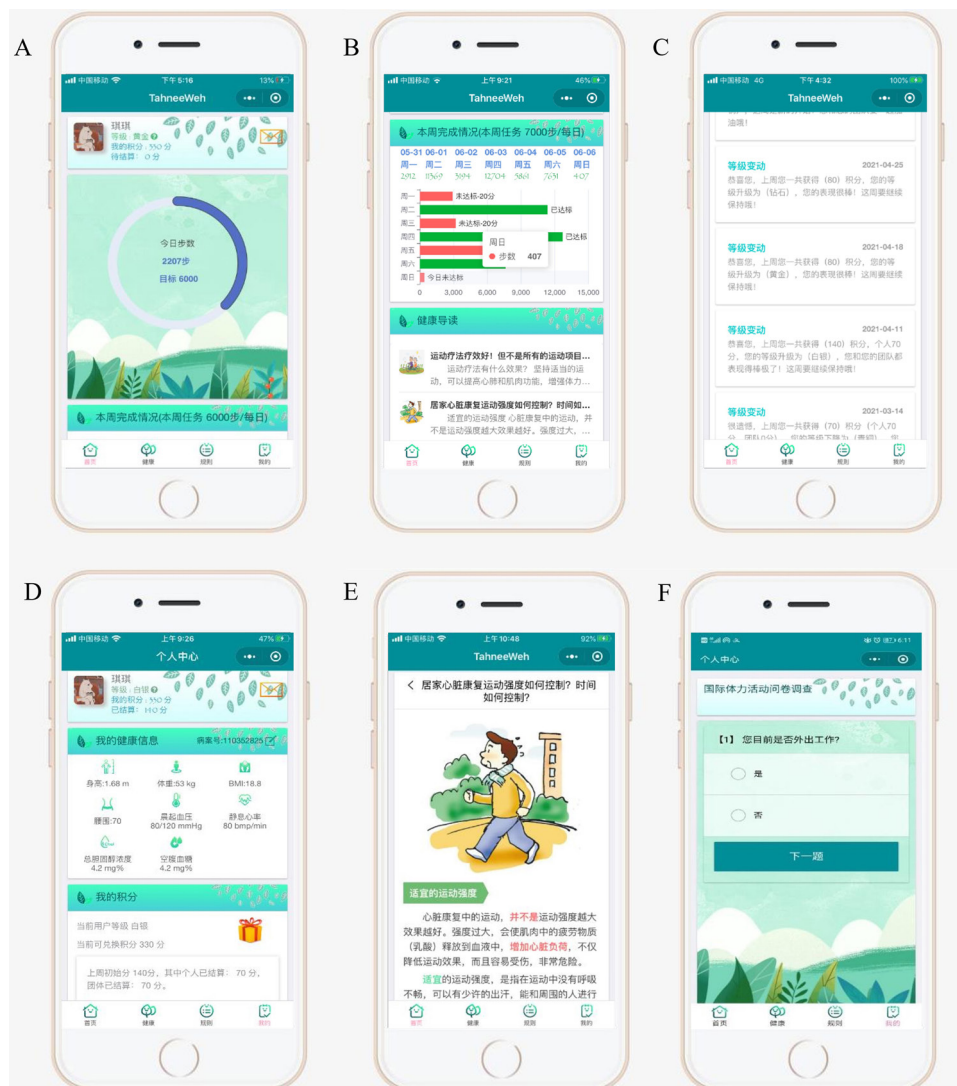 A
中国移动 下午5:16 13%
TahneeWeh
琪琪
等级:黄金
我的积分:330分
待结算: 0分
今日步数
2207步
目标 6000
本周完成情况(本周任务 6000步/每日)
首页 健康 规则 我的
B
中国移动 上午9:21 46%
TahneeWeh
本周完成情况(本周任务 7000步/每日)
05-31 06-01 06-02 06-03 06-04 06-05 06-06
周一 周二 周三 周四 周五 周六 周日
2912 11569 3194 12704 5861 7631 407
周一 未达标-20分
周二 已达标
周三 未达标-20分
周四 已达标
周五
周六
周日 今日未达标
周日
步数 407
0 3,000 6,000 9,000 12,000 15,000
健康导读
运动疗法疗效好!但不是所有的运动项目...
运动疗法有什么效果? 坚持适当的运
动,可以提高心肺和肌肉功能,增强体力...
居家心脏康复运动强度如何控制?时间如...
适宜的运动强度 心脏康复中的运动,并
不是运动强度越大效果越好。强度过大,...
首页 健康 规则 我的
C
中国移动 4G 下午4:32 100%
TahneeWeh
油哦!
等级变动 2021-04-25
恭喜您,上周您一共获得(80)积分,您的等
级升级为(钻石),您的表现很棒!这周要继续
保持哦!
等级变动 2021-04-18
恭喜您,上周您一共获得(80)积分,您的等
级升级为(黄金),您的表现很棒!这周要继续
保持哦!
等级变动 2021-04-11
恭喜您,上周您一共获得(140)积分,个人70
分,您的等级升级为(白银),您和您的团队都
表现得棒极了!这周要继续保持哦!
等级变动 2021-03-14
很遗憾,上周您一共获得(70)积分(个人70
首页 健康 规则 我的
D
中国移动 上午9:26 47%
个人中心
琪琪
等级:白银
我的积分:330分
已结算: 110分
我的健康信息 病案号:110352825
身高:1.68 m 体重:53 kg BMI:18.8
腰围:70 晨起血压 静息心率
80/120 mmHg 80 bmp/min
总胆固醇浓度 空腹血糖
4.2 mg% 4.2 mg%
我的积分
当前用户等级 白银
当前可兑换积分 330 分
上周初始分 140分,其中个人已结算: 70 分,
团体已结算: 70 分。
首页 健康 规则 我的
E
中国移动 上午10:48 92%
TahneeWeh
居家心脏康复运动强度如何控制?时间
如何控制?
适宜的运动强度
心脏康复中的运动,并不是运动强度越大
效果越好。强度过大,会使肌肉中的疲劳物质
(乳酸)释放到血液中,增加心脏负荷,不仅
降低运动效果,而且容易受伤,非常危险。
适宜的运动强度,是指在运动中没有呼吸
不畅,可以有少许的出汗,能和周围的人进行
首页 健康 规则 我的
F
6:11
个人中心
国际体力活动问卷调查
【1】 您目前是否外出工作?
是
否
下一题
首页 健康 规则 我的